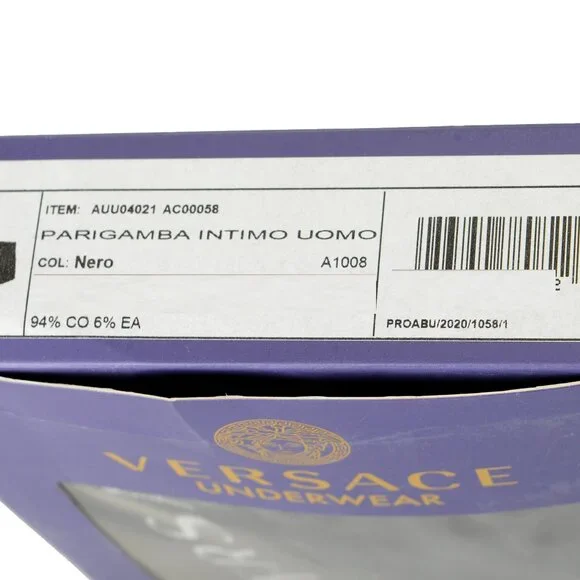 ITEM: AUU04021 AC00058
PARIGAMBA INTIMO UOMO
COL: Nero A1008
94% CO 6% EA
2
PROABU/2020/1058/1
VERSACE
UNDERWEAR